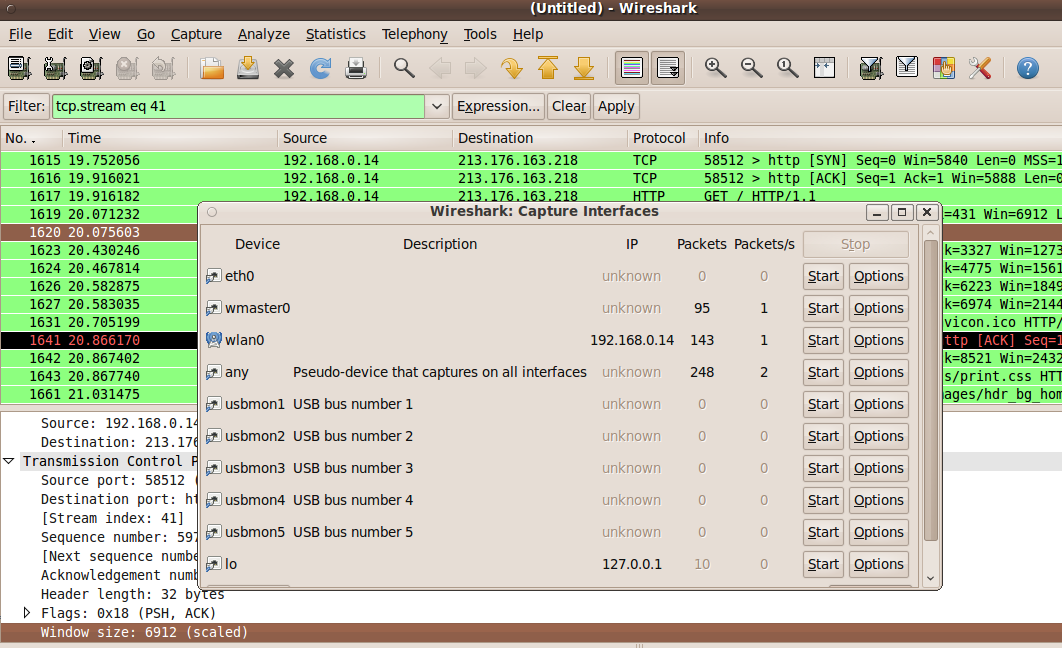 (Untitled) - Wireshark
File Edit View Go Capture Analyze Statistics Telephony Tools Help
Filter: tcp.stream eq 41 Expression... Clear Apply
No. . Time Source Destination Protocol Info
1615 19.752056 192.168.0.14 213.176.163.218 TCP 58512 > http [SYN] Seq=0 Win=5840 Len=0 MSS=1
1616 19.916021 192.168.0.14 213.176.163.218 TCP 58512 > http [ACK] Seq=1 Ack=1 Win=5888 Len=0
1617 19.916182 192.168.0.14 213.176.163.218 HTTP GET / HTTP/1.1
1619 20.071232 =431 Win=6912 L
1620 20.075603
1623 20.430246 k=3327 Win=1273
1624 20.467814 k=4775 Win=1561
1626 20.582875 k=6223 Win=1849
1627 20.583035 k=6974 Win=2144
1631 20.705199 vicon.ico HTTP/
1641 20.866170 ttp [ACK] Seq=1
1642 20.867402 k=8521 Win=2432
1643 20.867740 s/print.css HTT
1661 21.031475 ages/hdr_bg_hom
Wireshark: Capture Interfaces
Device Description IP Packets Packets/s Stop
eth0 unknown 0 0 Start Options
wmaster0 unknown 95 1 Start Options
wlan0 192.168.0.14 143 1 Start Options
any Pseudo-device that captures on all interfaces unknown 248 2 Start Options
usbmon1 USB bus number 1 unknown 0 0 Start Options
usbmon2 USB bus number 2 unknown 0 0 Start Options
usbmon3 USB bus number 3 unknown 0 0 Start Options
usbmon4 USB bus number 4 unknown 0 0 Start Options
usbmon5 USB bus number 5 unknown 0 0 Start Options
lo 127.0.0.1 10 0 Start Options
Source: 192.168.0.14
Destination: 213.176
Transmission Control P
Source port: 58512 (
Destination port: ht
[Stream index: 41]
Sequence number: 597
[Next sequence numbe
Acknowledgement numb
Header length: 32 bytes
Flags: 0x18 (PSH, ACK)
Window size: 6912 (scaled)